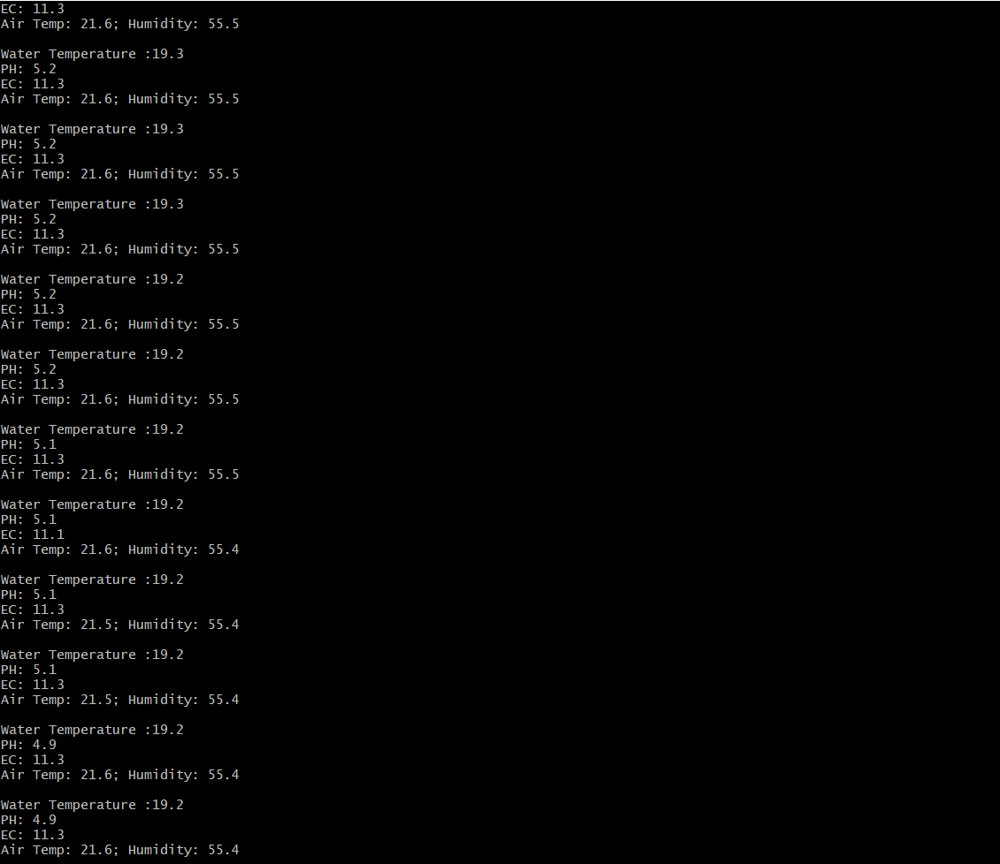 EC: 11.3
Air Temp: 21.6; Humidity: 55.5
Water Temperature :19.3
PH: 5.2
EC: 11.3
Air Temp: 21.6; Humidity: 55.5
Water Temperature :19.3
PH: 5.2
EC: 11.3
Air Temp: 21.6; Humidity: 55.5
Water Temperature :19.3
PH: 5.2
EC: 11.3
Air Temp: 21.6; Humidity: 55.5
Water Temperature :19.2
PH: 5.2
EC: 11.3
Air Temp: 21.6; Humidity: 55.5
Water Temperature :19.2
PH: 5.2
EC: 11.3
Air Temp: 21.6; Humidity: 55.5
Water Temperature :19.2
PH: 5.1
EC: 11.3
Air Temp: 21.6; Humidity: 55.5
Water Temperature :19.2
PH: 5.1
EC: 11.1
Air Temp: 21.6; Humidity: 55.4
Water Temperature :19.2
PH: 5.1
EC: 11.3
Air Temp: 21.5; Humidity: 55.4
Water Temperature :19.2
PH: 5.1
EC: 11.3
Air Temp: 21.5; Humidity: 55.4
Water Temperature :19.2
PH: 4.9
EC: 11.3
Air Temp: 21.6; Humidity: 55.4
Water Temperature :19.2
PH: 4.9
EC: 11.3
Air Temp: 21.6; Humidity: 55.4